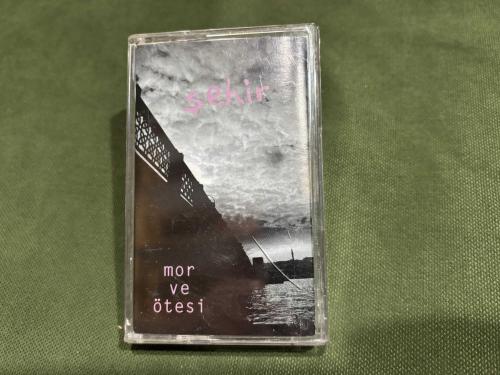 şehir
mor
ve
ötesi